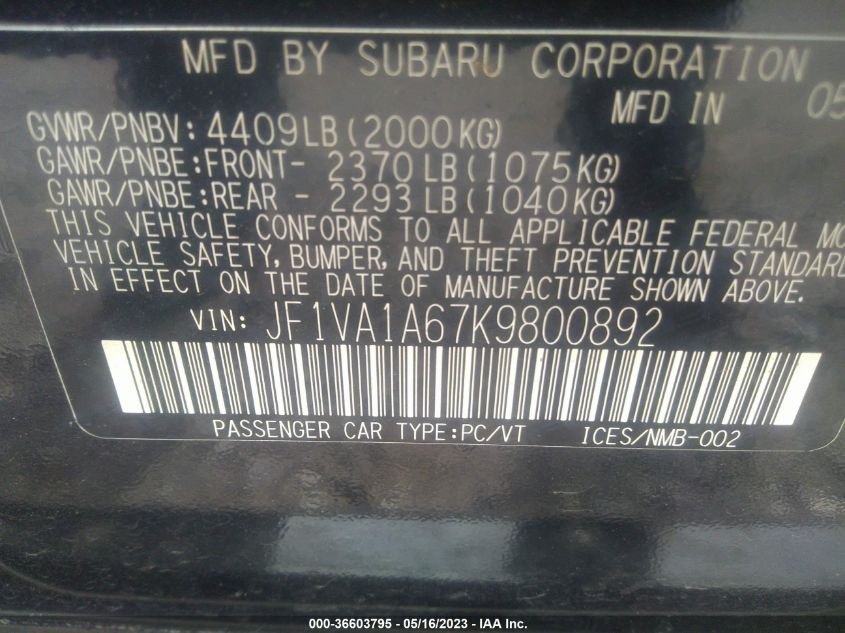 MFD BY SUBARU CORPORATION
MFD IN 05
GVWR/PNBV: 4409LB(2000KG)
GAWR/PNBE:FRONT- 2370LB(1075KG)
GAWR/PNBE:REAR - 2293LB(1040KG)
THIS VEHICLE CONFORMS TO ALL APPLICABLE FEDERAL MO
VEHICLE SAFETY, BUMPER, AND THEFT PREVENTION STANDARD
IN EFFECT ON THE DATE OF MANUFACTURE SHOWN ABOVE.
VIN: JF1VA1A67K9800892
PASSENGER CAR TYPE:PC/VT ICES/NMB-002
000-36603795 - 05/16/2023 - IAA Inc.